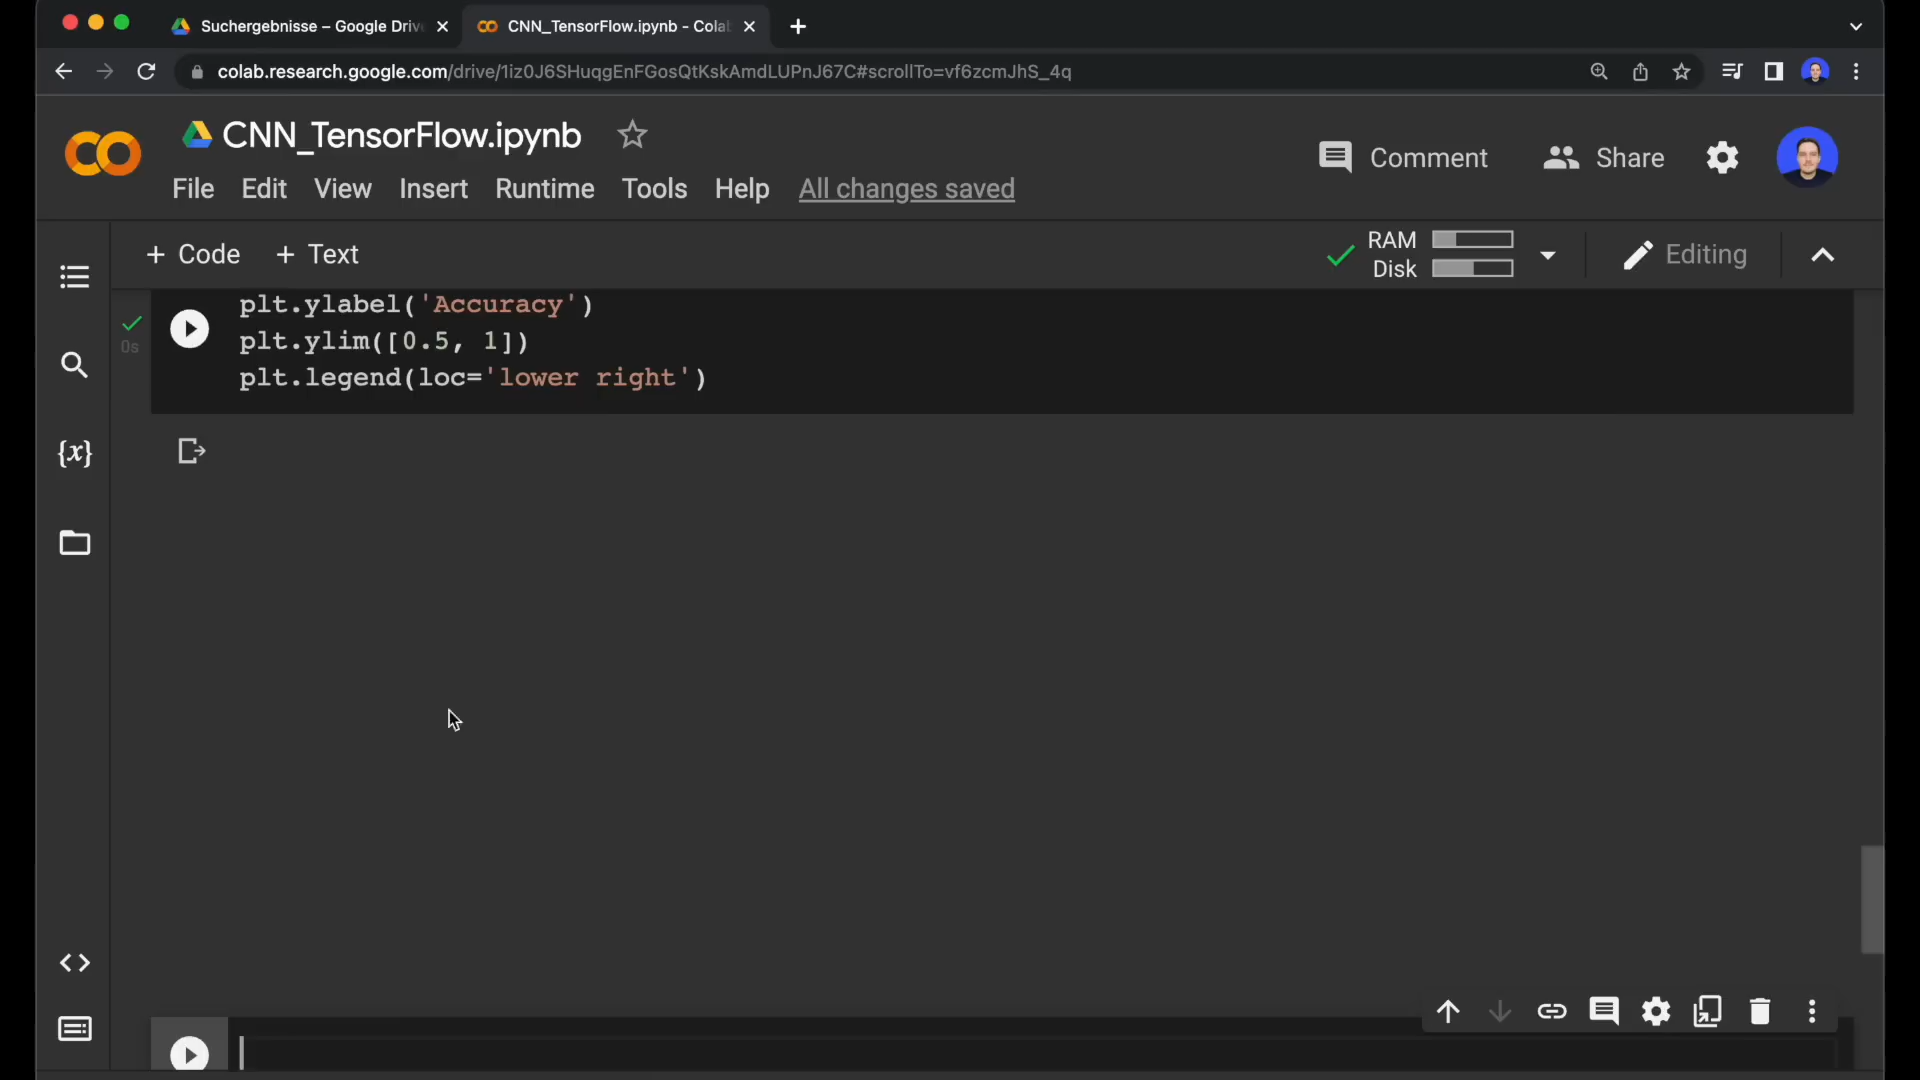 Suchergebnisse – Google Driv
CNN_TensorFlow.ipynb - Colab
colab.research.google.com/drive/1iz0J6SHuqgEnFGosQtKskAmdLUPnJ67C#scrollTo=vf6zcmJhS_4q
CNN_TensorFlow.ipynb
Comment
Share
File Edit View Insert Runtime Tools Help All changes saved
+ Code + Text
RAM
Disk
Editing
plt.ylabel('Accuracy')
plt.ylim([0.5, 1])
plt.legend(loc='lower right')
0s
{x}